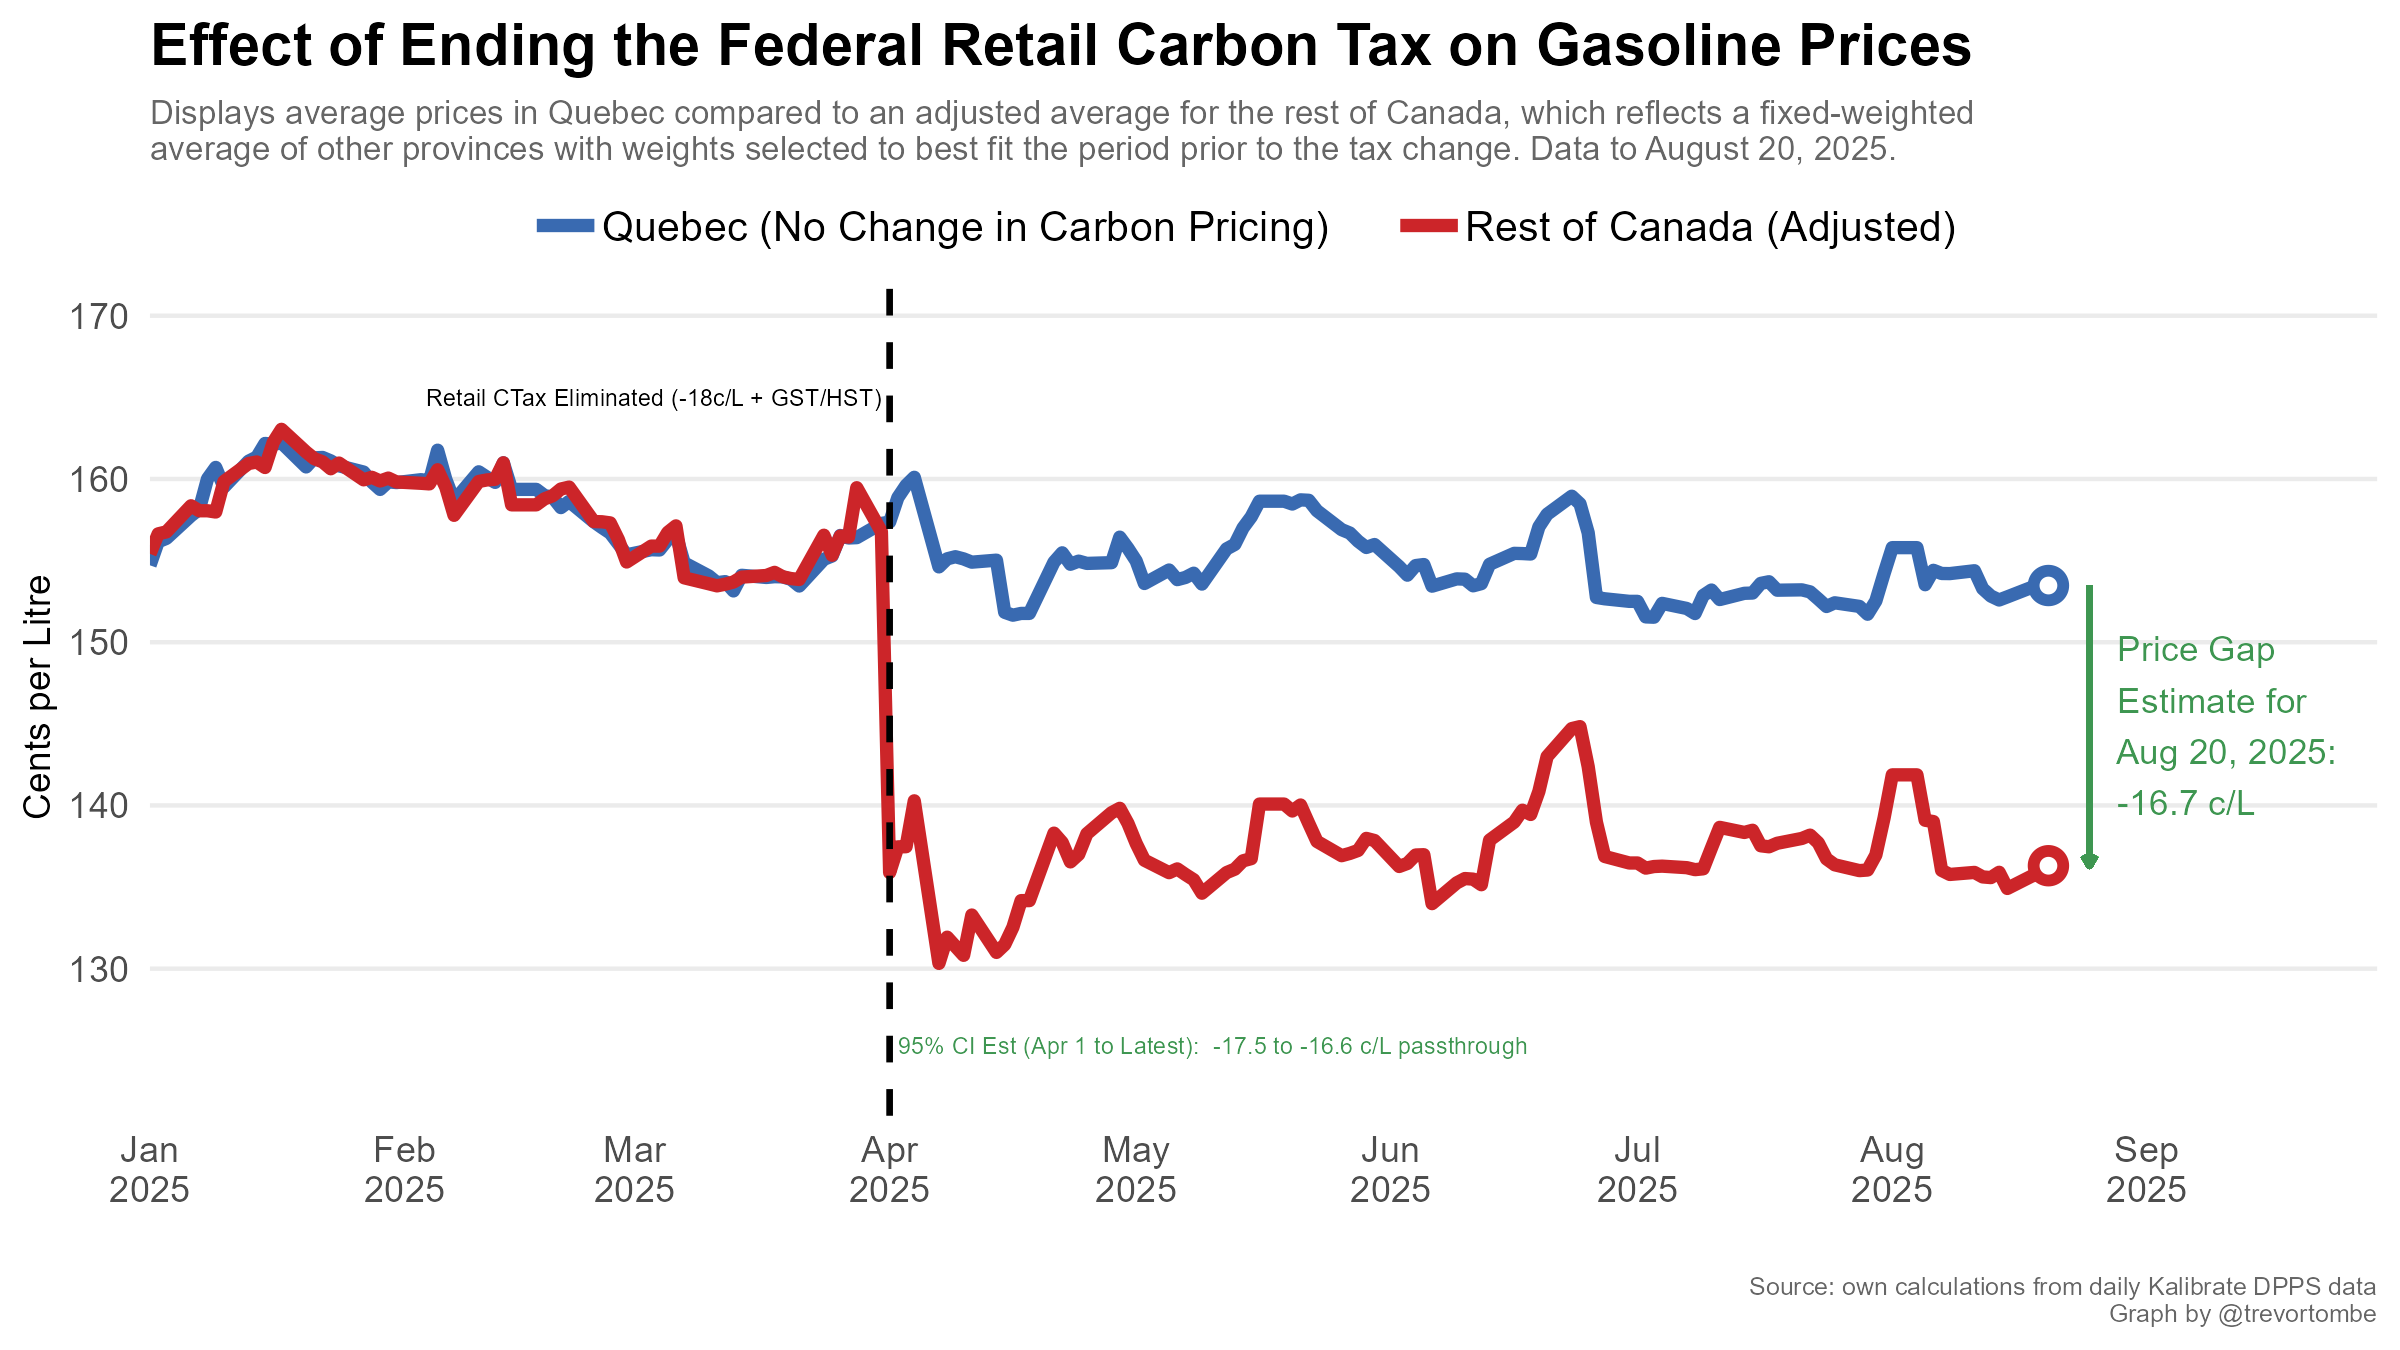 Effect of Ending the Federal Retail Carbon Tax on Gasoline Prices
Displays average prices in Quebec compared to an adjusted average for the rest of Canada, which reflects a fixed-weighted
average of other provinces with weights selected to best fit the period prior to the tax change. Data to August 20, 2025.
Quebec (No Change in Carbon Pricing)
Rest of Canada (Adjusted)
170
160
150
140
130
Cents per Litre
Retail CTax Eliminated (-18c/L + GST/HST)
Price Gap
Estimate for
Aug 20, 2025:
-16.7 c/L
95% CI Est (Apr 1 to Latest):  -17.5 to -16.6 c/L passthrough
Jan
2025
Feb
2025
Mar
2025
Apr
2025
May
2025
Jun
2025
Jul
2025
Aug
2025
Sep
2025
Source: own calculations from daily Kalibrate DPPS data
Graph by @trevortombe